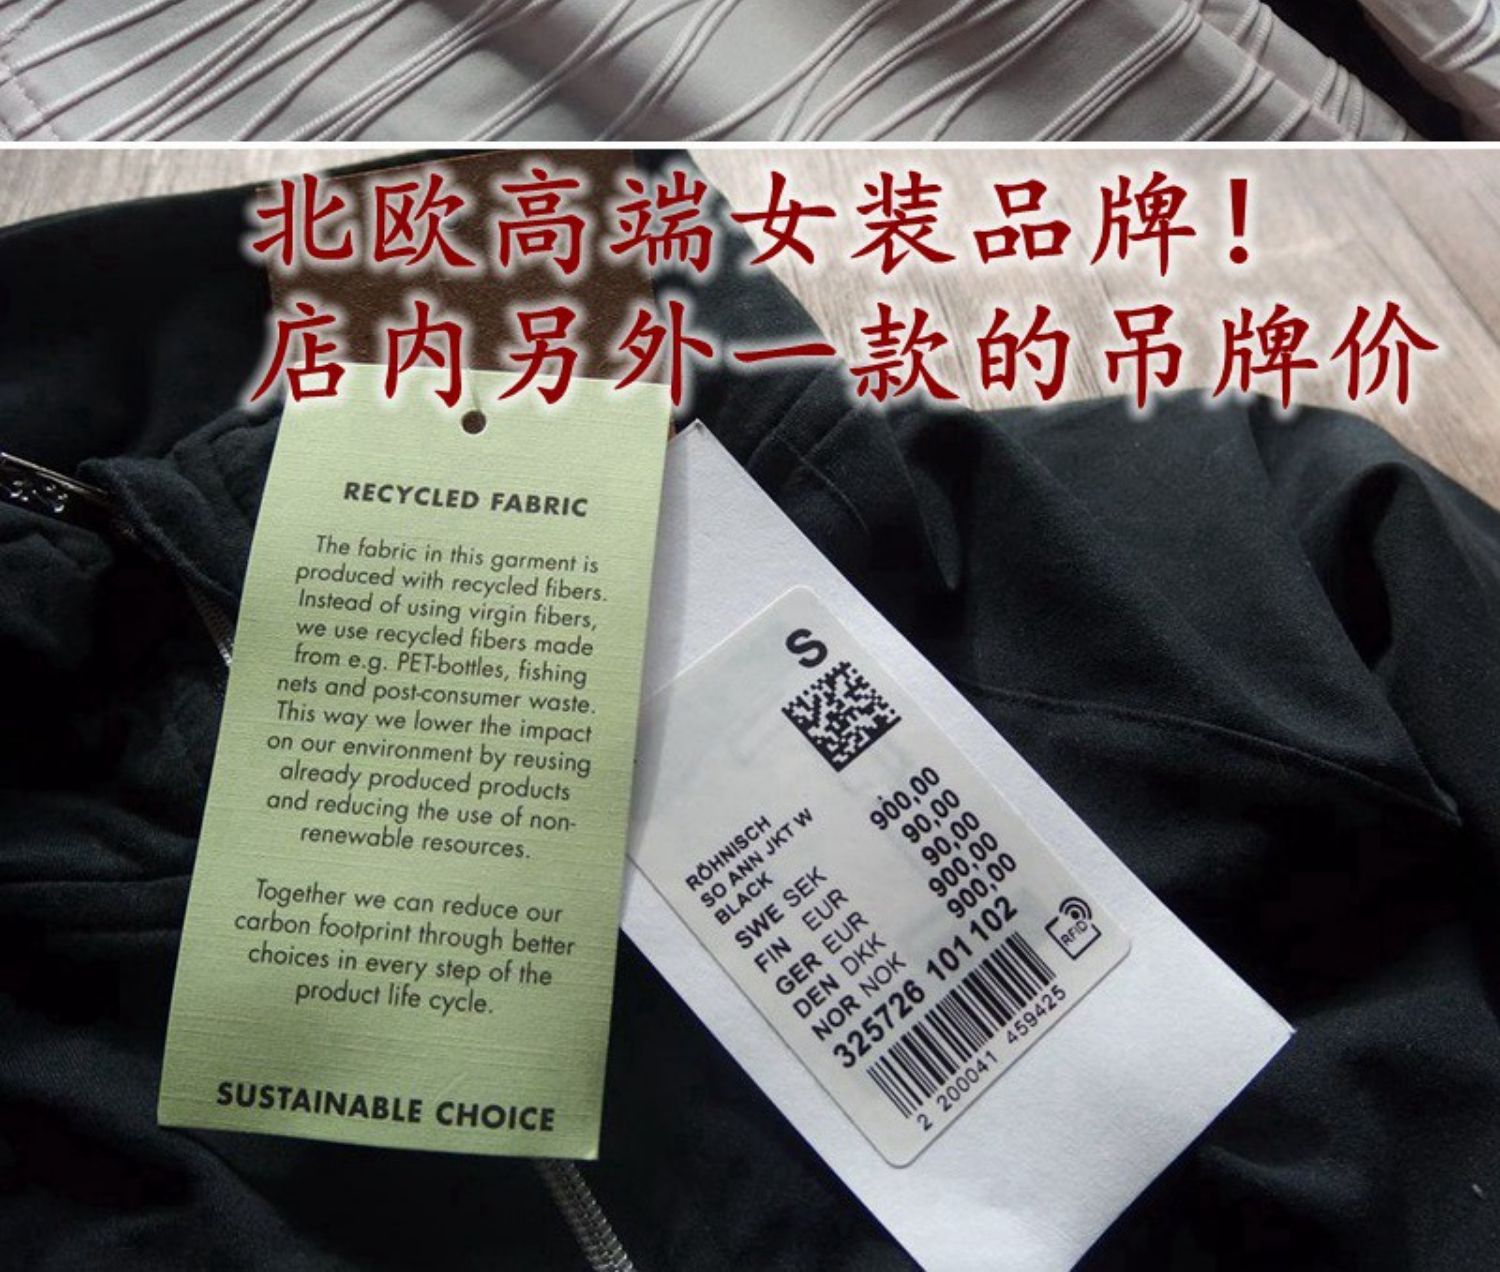 北欧高端女装品牌！
店内另外一款的吊牌价
RECYCLED FABRIC
The fabric in this garment is
produced with recycled fibers.
Instead of using virgin fibers,
we use recycled fibers made
from e.g. PET-bottles, fishing
nets and post-consumer waste.
This way we lower the impact
on our environment by reusing
already produced products
and reducing the use of non-
renewable resources.
Together we can reduce our
carbon footprint through better
choices in every step of the
product life cycle.
SUSTAINABLE CHOICE
S
RÖHNISCH
SO ANN JKT W
BLACK
SWE SEK 900,00
FIN EUR 90,00
GER EUR 90,00
DEN DKK 900,00
NOR NOK 900,00
325726 101 102
RFID
2 200041 459425